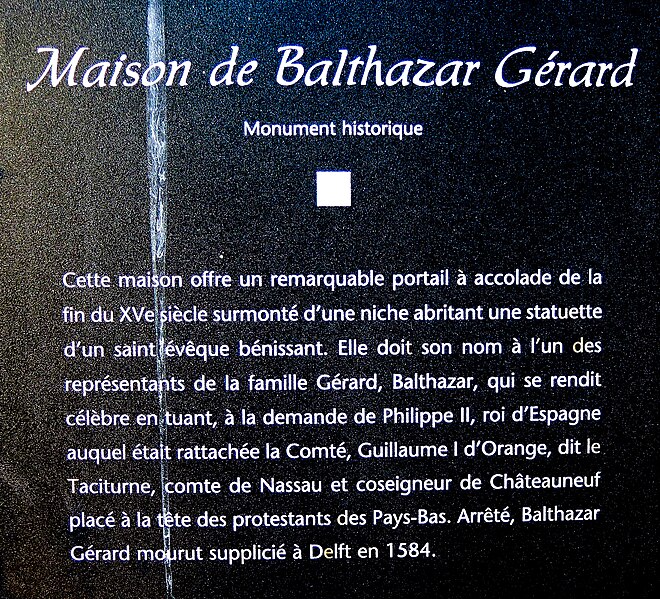 Maison de Balthazar Gérard
Monument historique
Cette maison offre un remarquable portail à accolade de la
fin du XVe siècle surmonté d'une niche abritant une statuette
d'un saint évêque bénissant. Elle doit son nom à l'un des
représentants de la famille Gérard, Balthazar, qui se rendit
célèbre en tuant, à la demande de Philippe II, roi d'Espagne
auquel était rattachée la Comté, Guillaume I d'Orange, dit le
Taciturne, comte de Nassau et coseigneur de Châteauneuf
placé à la tête des protestants des Pays-Bas. Arrêté, Balthazar
Gérard mourut supplicié à Delft en 1584.